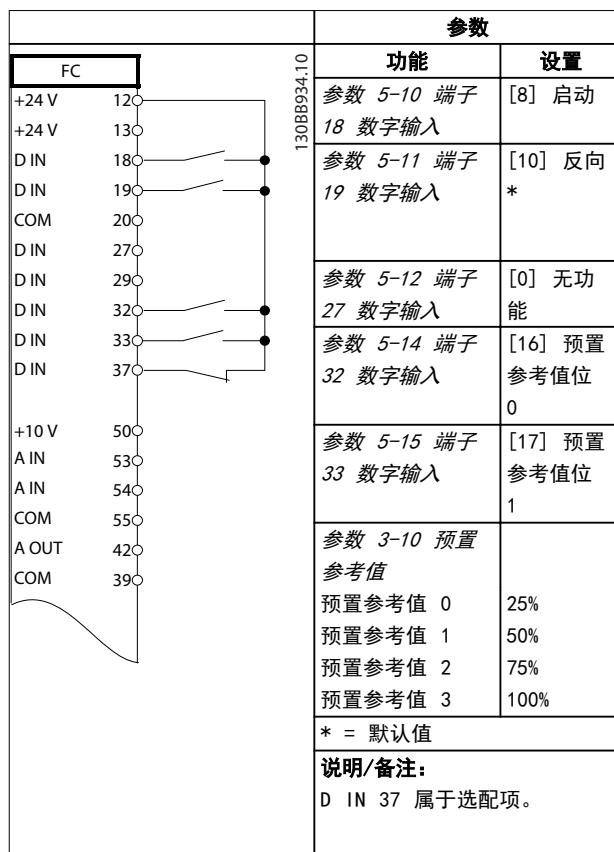 FC
+24 V 12
+24 V 13
D IN 18
D IN 19
COM 20
D IN 27
D IN 29
D IN 32
D IN 33
D IN 37
+10 V 50
A IN 53
A IN 54
COM 55
A OUT 42
COM 39
130BB934.10
参数
功能 设置
参数 5-10 端子 [8] 启动
18 数字输入
参数 5-11 端子 [10] 反向
19 数字输入 *
参数 5-12 端子 [0] 无功
27 数字输入 能
参数 5-14 端子 [16] 预置
32 数字输入 参考值位
0
参数 5-15 端子 [17] 预置
33 数字输入 参考值位
1
参数 3-10 预置
参考值
预置参考值 0 25%
预置参考值 1 50%
预置参考值 2 75%
预置参考值 3 100%
* = 默认值
说明/备注：
D IN 37 属于选配项。